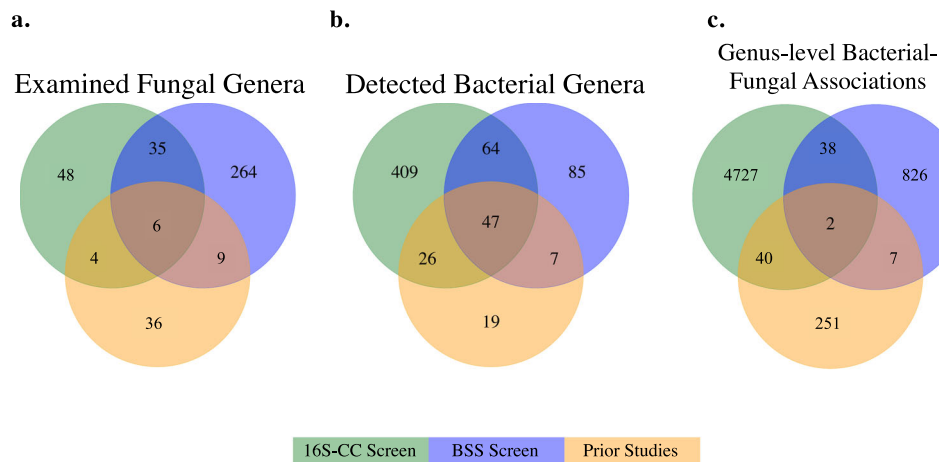 a.
Examined Fungal Genera
48
35
264
6
4
9
36
b.
Detected Bacterial Genera
409
64
85
47
26
7
19
c.
Genus-level Bacterial-
Fungal Associations
4727
38
826
2
40
7
251
16S-CC Screen
BSS Screen
Prior Studies